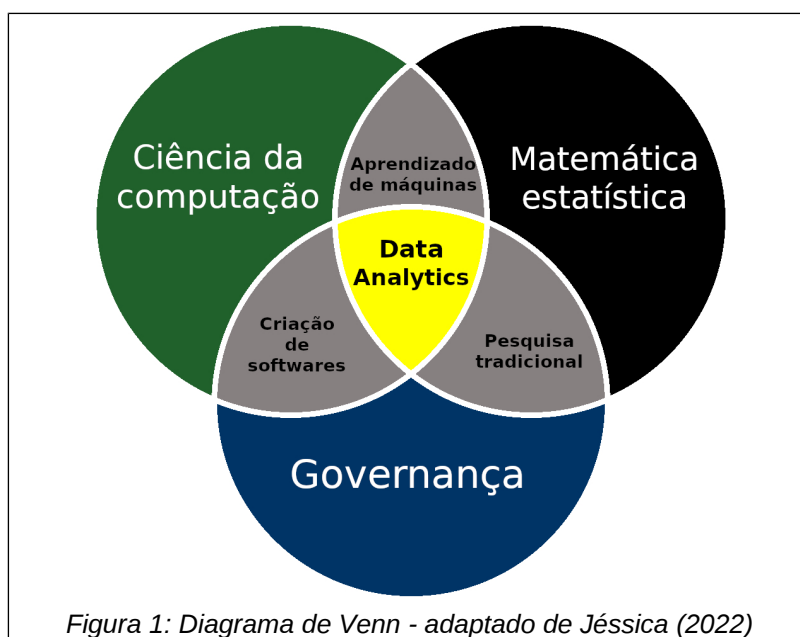 Ciência da
computação
Matemática
estatística
Aprendizado
de máquinas
Data
Analytics
Criação
de
softwares
Pesquisa
tradicional
Governança
Figura 1: Diagrama de Venn - adaptado de Jéssica (2022)